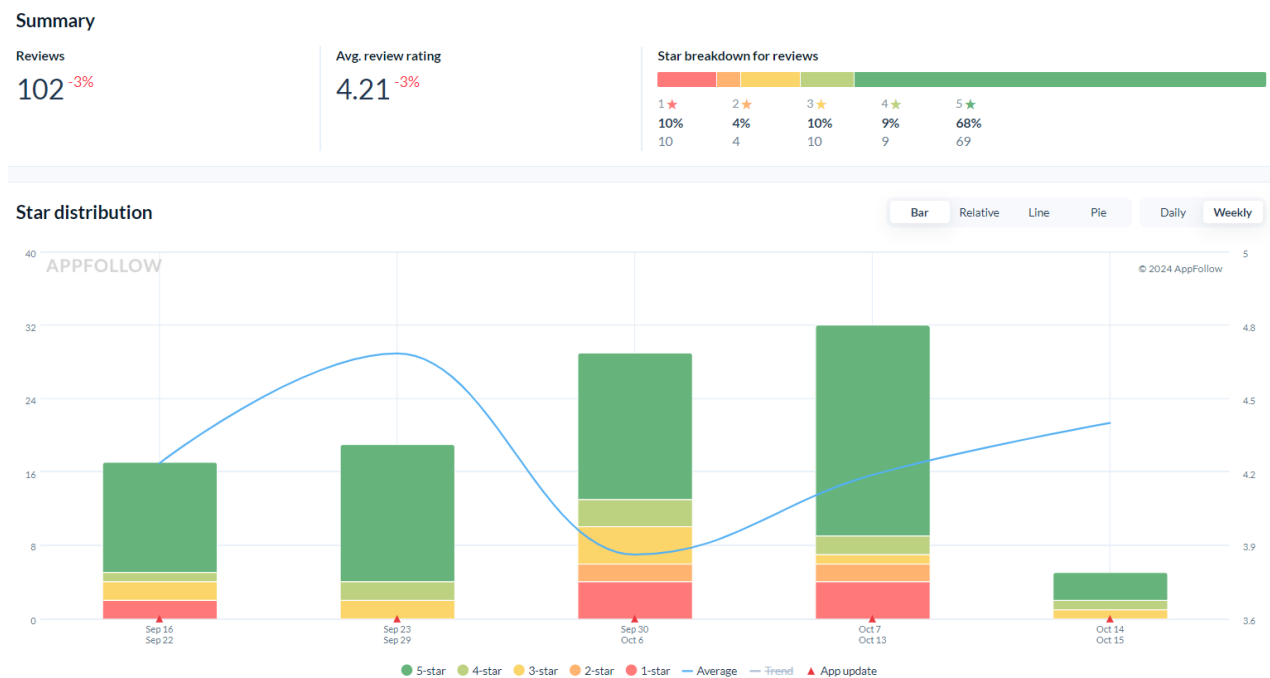 Summary
Reviews
102 -3%
Avg. review rating
4.21 -3%
Star breakdown for reviews
1★ 2★ 3★ 4★ 5★
10% 4% 10% 9% 68%
10 4 10 9 69
Star distribution
Bar Relative Line Pie Daily Weekly
APPFOLLOW
© 2024 AppFollow
40 5
32 4.8
24 4.5
16 4.2
8 3.9
0 3.6
Sep 16 Sep 23 Sep 30 Oct 7 Oct 14
Sep 22 Sep 29 Oct 6 Oct 13 Oct 15
5-star 4-star 3-star 2-star 1-star Average Trend App update